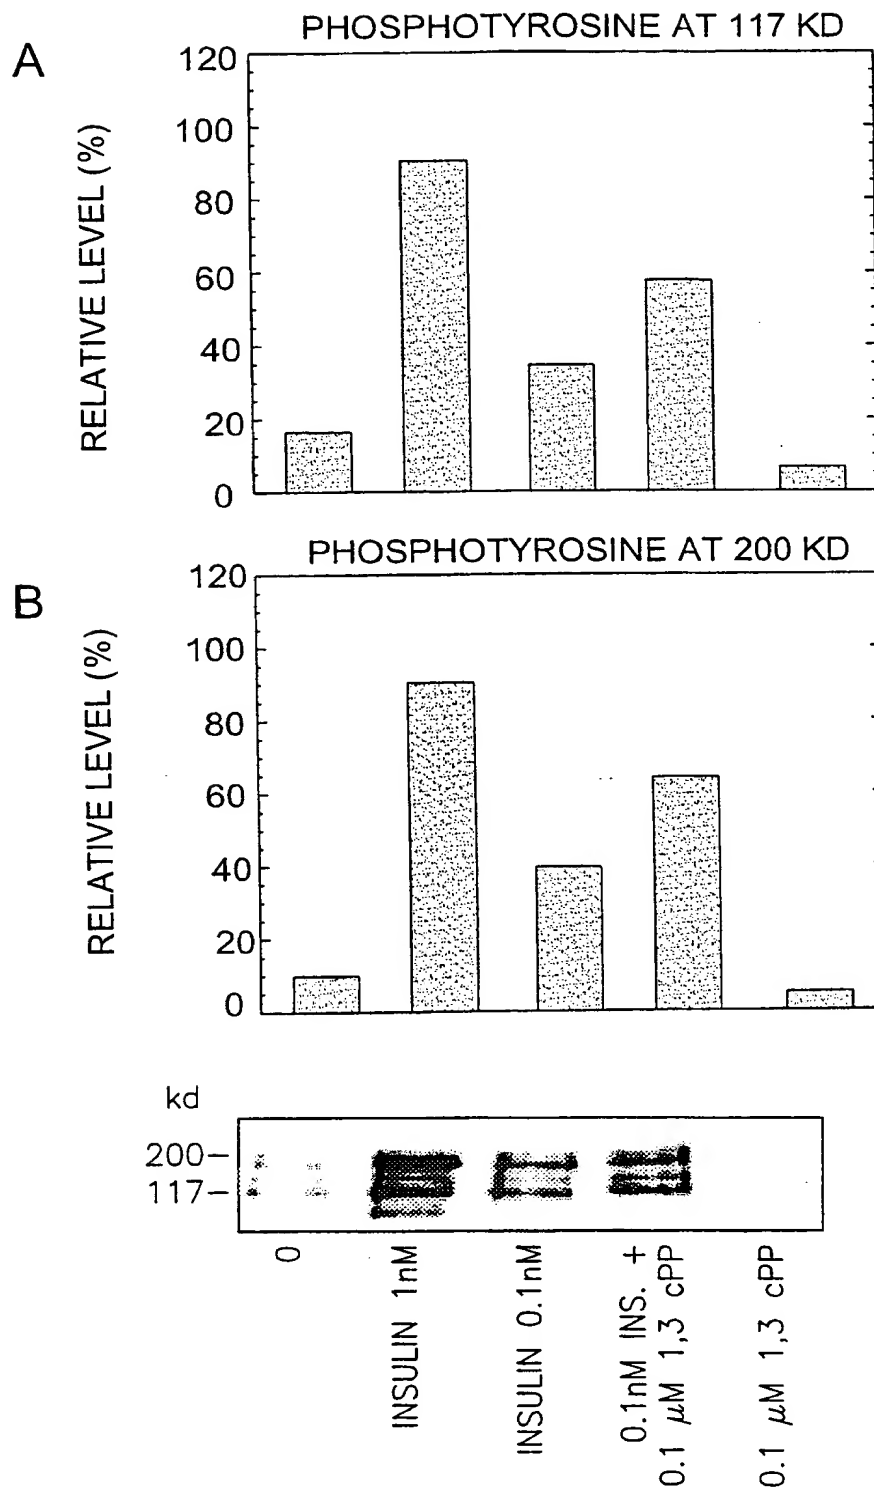 A
PHOSPHOTYROSINE AT 117 KD
RELATIVE LEVEL (%)
120
100
80
60
40
20
0
B
PHOSPHOTYROSINE AT 200 KD
RELATIVE LEVEL (%)
120
100
80
60
40
20
0
kd
200-
117-
0
INSULIN 1nM
INSULIN 0.1nM
0.1nM INS. +
0.1 μM 1,3 cPP
0.1 μM 1,3 cPP